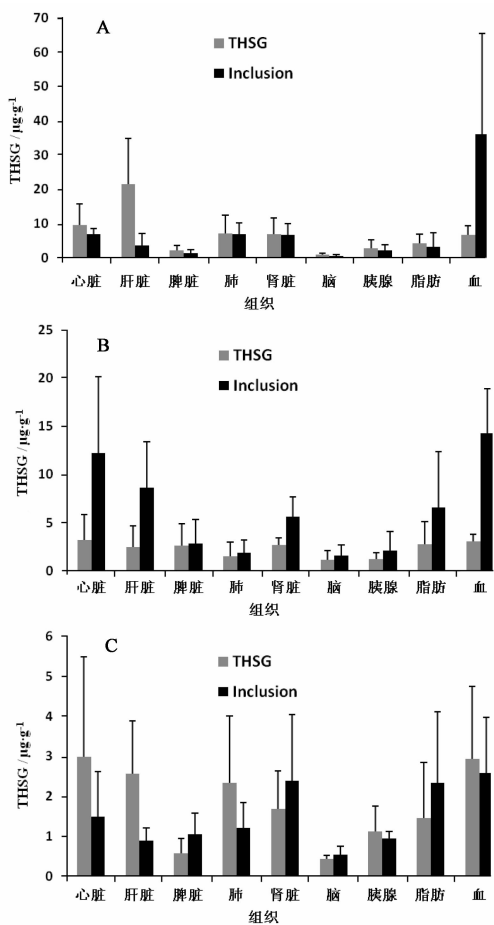 A
THSG
Inclusion
THSG / µg·g-1
70
60
50
40
30
20
10
0
心脏 肝脏 脾脏 肺 肾脏 脑 胰腺 脂肪 血
组织
B
THSG
Inclusion
THSG / µg·g-1
25
20
15
10
5
0
心脏 肝脏 脾脏 肺 肾脏 脑 胰腺 脂肪 血
组织
C
THSG
Inclusion
THSG / µg·g-1
6
5
4
3
2
1
0
心脏 肝脏 脾脏 肺 肾脏 脑 胰腺 脂肪 血
组织